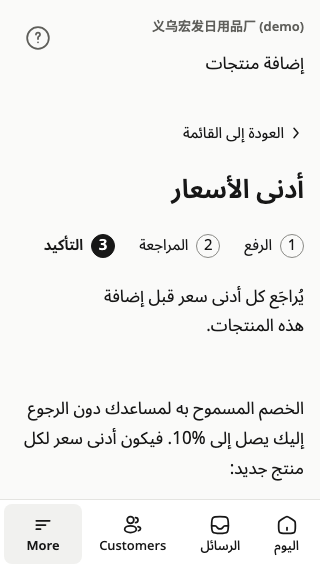 义乌宏发日用品厂 (demo)
إضافة منتجات
العودة إلى القائمة
أدنى الأسعار
1 الرفع 2 المراجعة 3 التأكيد
يُراجَع كل أدنى سعر قبل إضافة
هذه المنتجات.
الخصم المسموح به لمساعدك دون الرجوع
إليك يصل إلى 10%. فيكون أدنى سعر لكل
منتج جديد:
اليوم الرسائل Customers More